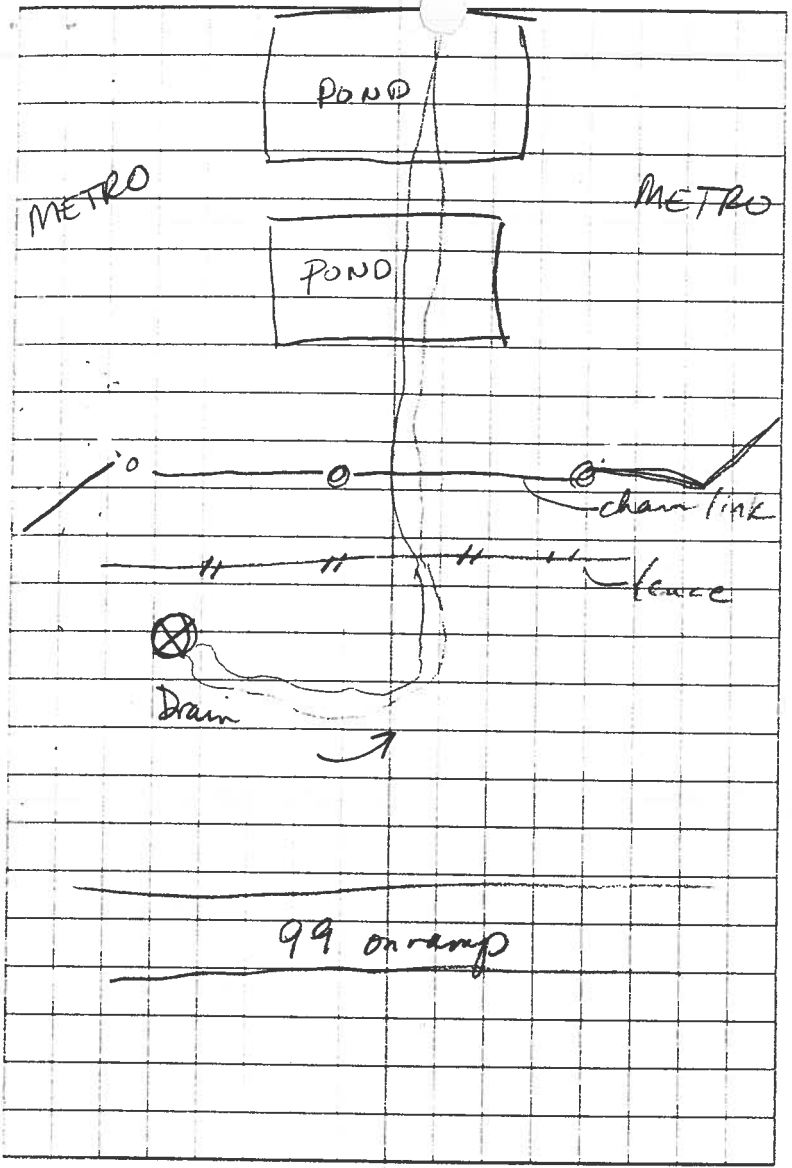 POND
METRO
METRO
POND
chain link
fence
Drain
99 onramp